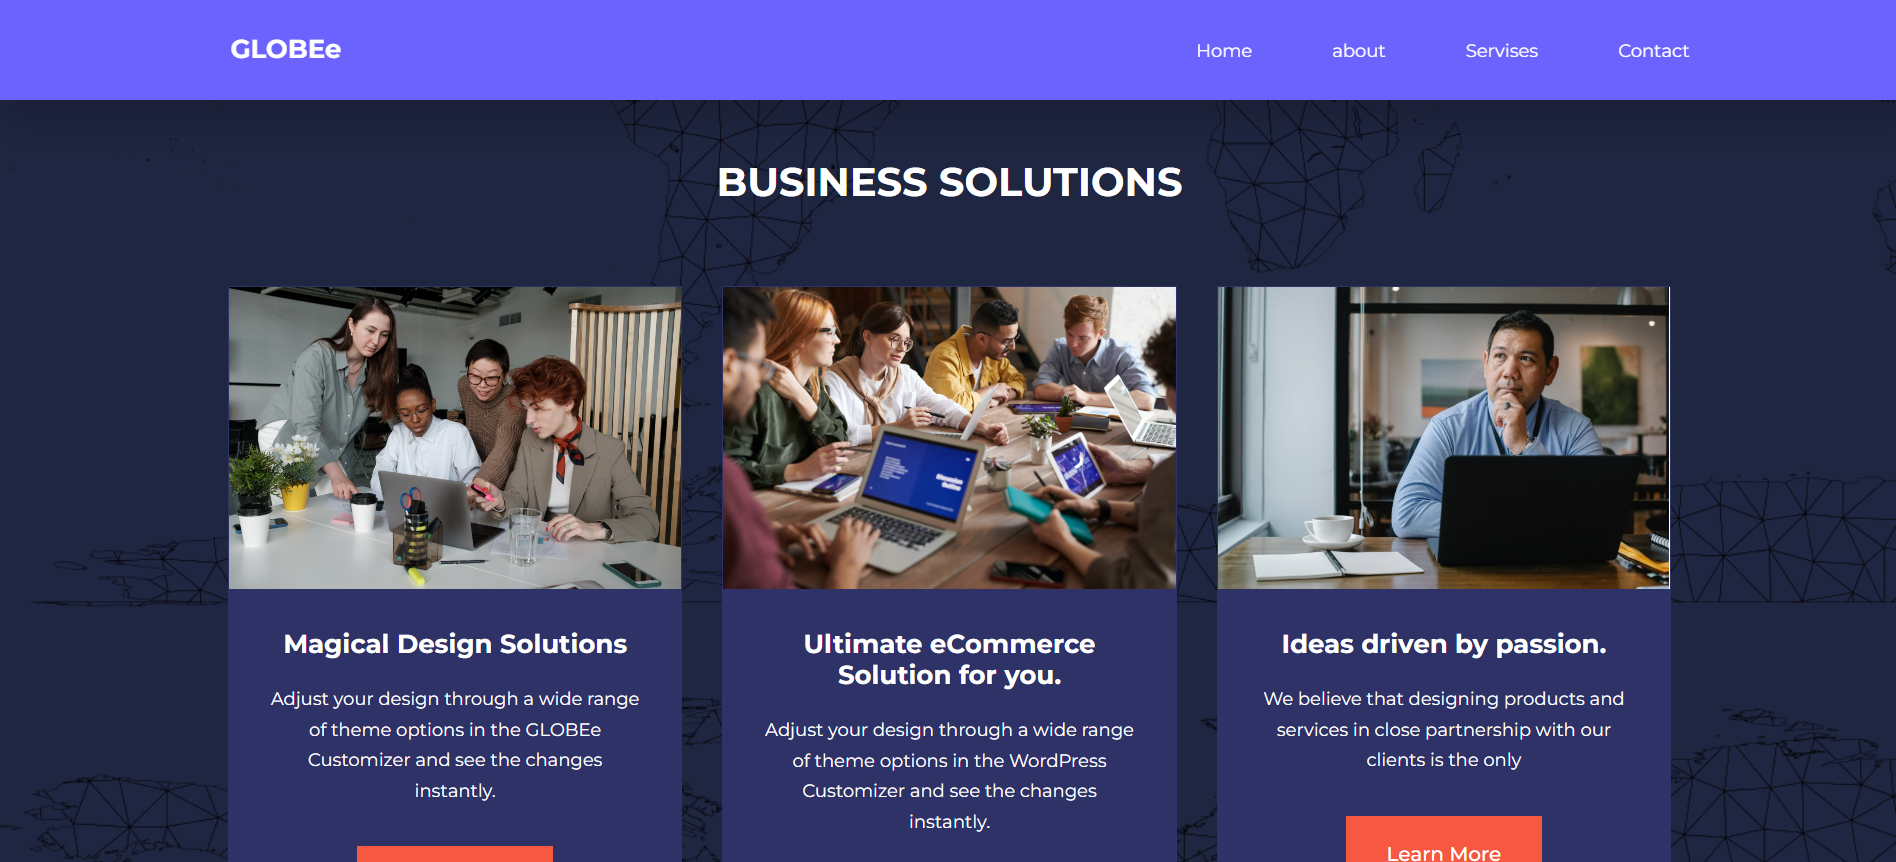 GLOBEe
Home about Servises Contact
BUSINESS SOLUTIONS
Magical Design Solutions
Adjust your design through a wide range
of theme options in the GLOBEe
Customizer and see the changes
instantly.
Ultimate eCommerce
Solution for you.
Adjust your design through a wide range
of theme options in the WordPress
Customizer and see the changes
instantly.
Ideas driven by passion.
We believe that designing products and
services in close partnership with our
clients is the only
Learn More